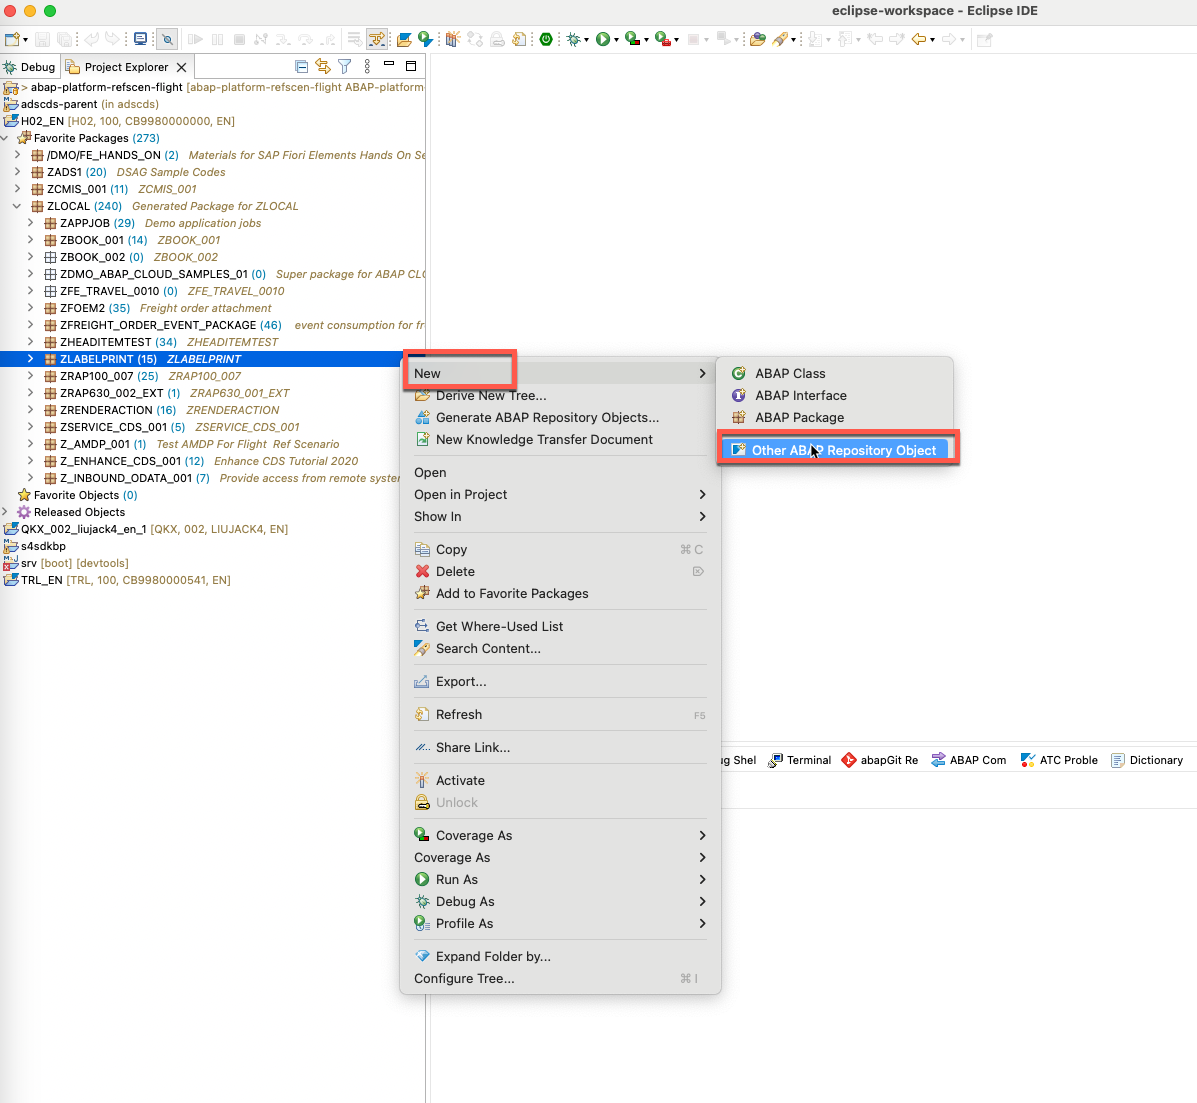 eclipse-workspace - Eclipse IDE
Debug
Project Explorer
> abap-platform-refscen-flight [abap-platform-refscen-flight ABAP-platform-
adscds-parent (in adscds)
H02_EN [H02, 100, CB9980000000, EN]
Favorite Packages (273)
/DMO/FE_HANDS_ON (2) Materials for SAP Fiori Elements Hands On Se
ZADS1 (20) DSAG Sample Codes
ZCMIS_001 (11) ZCMIS_001
ZLOCAL (240) Generated Package for ZLOCAL
ZAPPJOB (29) Demo application jobs
ZBOOK_001 (14) ZBOOK_001
ZBOOK_002 (0) ZBOOK_002
ZDMO_ABAP_CLOUD_SAMPLES_01 (0) Super package for ABAP CLO
ZFE_TRAVEL_0010 (0) ZFE_TRAVEL_0010
ZFOEM2 (35) Freight order attachment
ZFREIGHT_ORDER_EVENT_PACKAGE (46) event consumption for fr
ZHEADITEMTEST (34) ZHEADITEMTEST
ZLABELPRINT (15) ZLABELPRINT
ZRAP100_007 (25) ZRAP100_007
ZRAP630_002_EXT (1) ZRAP630_001_EXT
ZRENDERACTION (16) ZRENDERACTION
ZSERVICE_CDS_001 (5) ZSERVICE_CDS_001
Z_AMDP_001 (1) Test AMDP For Flight Ref Scenario
Z_ENHANCE_CDS_001 (12) Enhance CDS Tutorial 2020
Z_INBOUND_ODATA_001 (7) Provide access from remote system
Favorite Objects (0)
Released Objects
QKX_002_liujack4_en_1 [QKX, 002, LIUJACK4, EN]
s4sdkbp
srv [boot] [devtools]
TRL_EN [TRL, 100, CB9980000541, EN]
New
Derive New Tree...
Generate ABAP Repository Objects...
New Knowledge Transfer Document
Open
Open in Project
Show In
Copy ⌘ C
Delete ⌦
Add to Favorite Packages
Get Where-Used List
Search Content...
Export...
Refresh F5
Share Link...
Activate
Unlock
Coverage As
Coverage As
Run As
Debug As
Profile As
Expand Folder by...
Configure Tree... ⌘ I
ABAP Class
ABAP Interface
ABAP Package
Other ABAP Repository Object
ug Shel
Terminal
abapGit Re
ABAP Com
ATC Proble
Dictionary